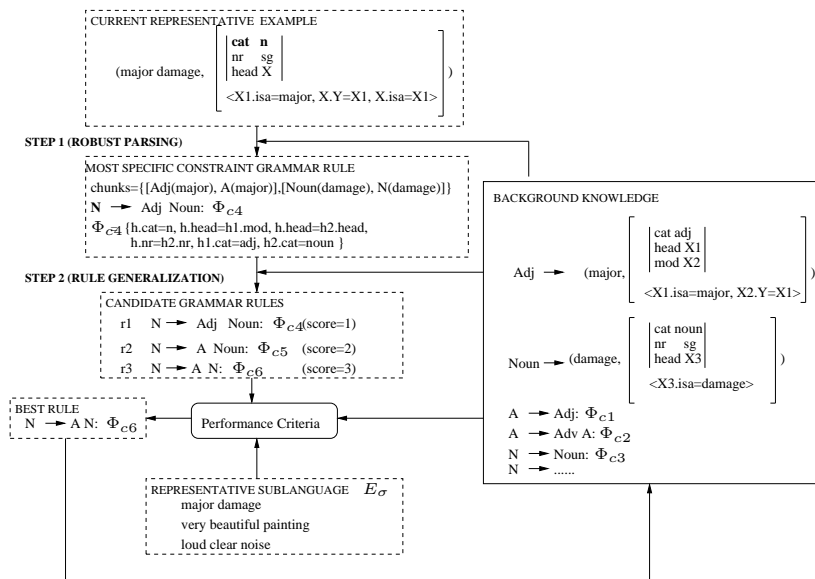 CURRENT REPRESENTATIVE EXAMPLE
cat n
nr sg
(major damage, head X )
<X1.isa=major, X.Y=X1, X.isa=X1>
STEP 1 (ROBUST PARSING)
MOST SPECIFIC CONSTRAINT GRAMMAR RULE
chunks={[Adj(major), A(major)],[Noun(damage), N(damage)]}
N → Adj Noun: Φc4
Φc4= { h.cat=n, h.head=h1.mod, h.head=h2.head,
h.nr=h2.nr, h1.cat=adj, h2.cat=noun }
STEP 2 (RULE GENERALIZATION)
CANDIDATE GRAMMAR RULES
r1 N → Adj Noun: Φc4 (score=1)
r2 N → A Noun: Φc5 (score=2)
r3 N → A N: Φc6 (score=3)
BEST RULE
N → A N: Φc6
Performance Criteria
REPRESENTATIVE SUBLANGUAGE Eσ
major damage
very beautiful painting
loud clear noise
BACKGROUND KNOWLEDGE
cat adj
head X1
mod X2
Adj → (major, )
<X1.isa=major, X2.Y=X1>
cat noun
nr sg
head X3
Noun → (damage, )
<X3.isa=damage>
A → Adj: Φc1
A → Adv A: Φc2
N → Noun: Φc3
N → ......